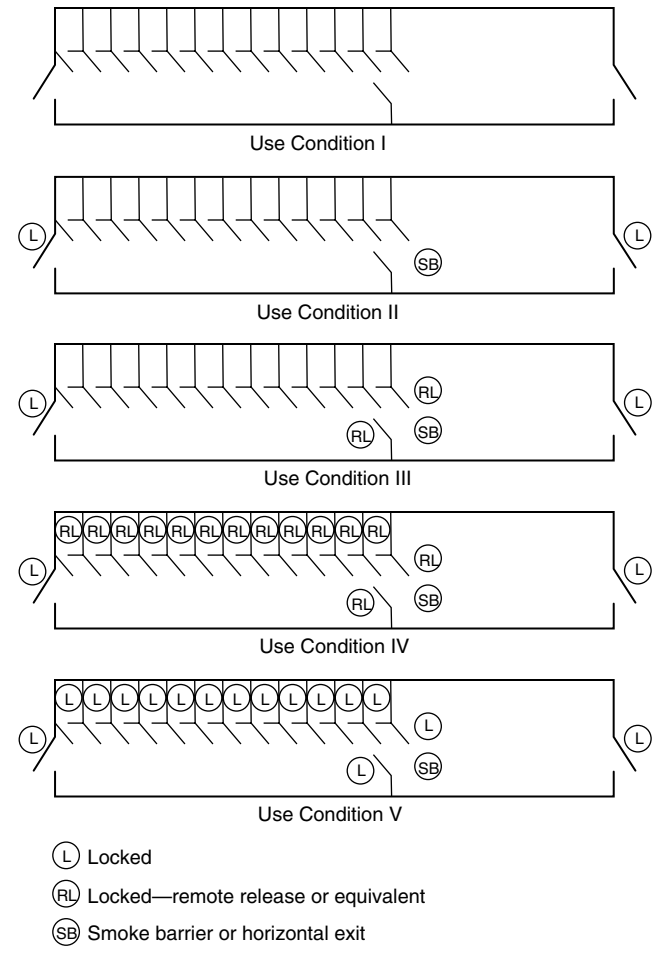 Use Condition I
L L
SB
Use Condition II
L RL L
RL SB
Use Condition III
RL RL RL RL RL RL RL RL RL RL RL RL
L RL L
RL SB
Use Condition IV
L L L L L L L L L L L L
L L L
L SB
Use Condition V
L Locked
RL Locked—remote release or equivalent
SB Smoke barrier or horizontal exit